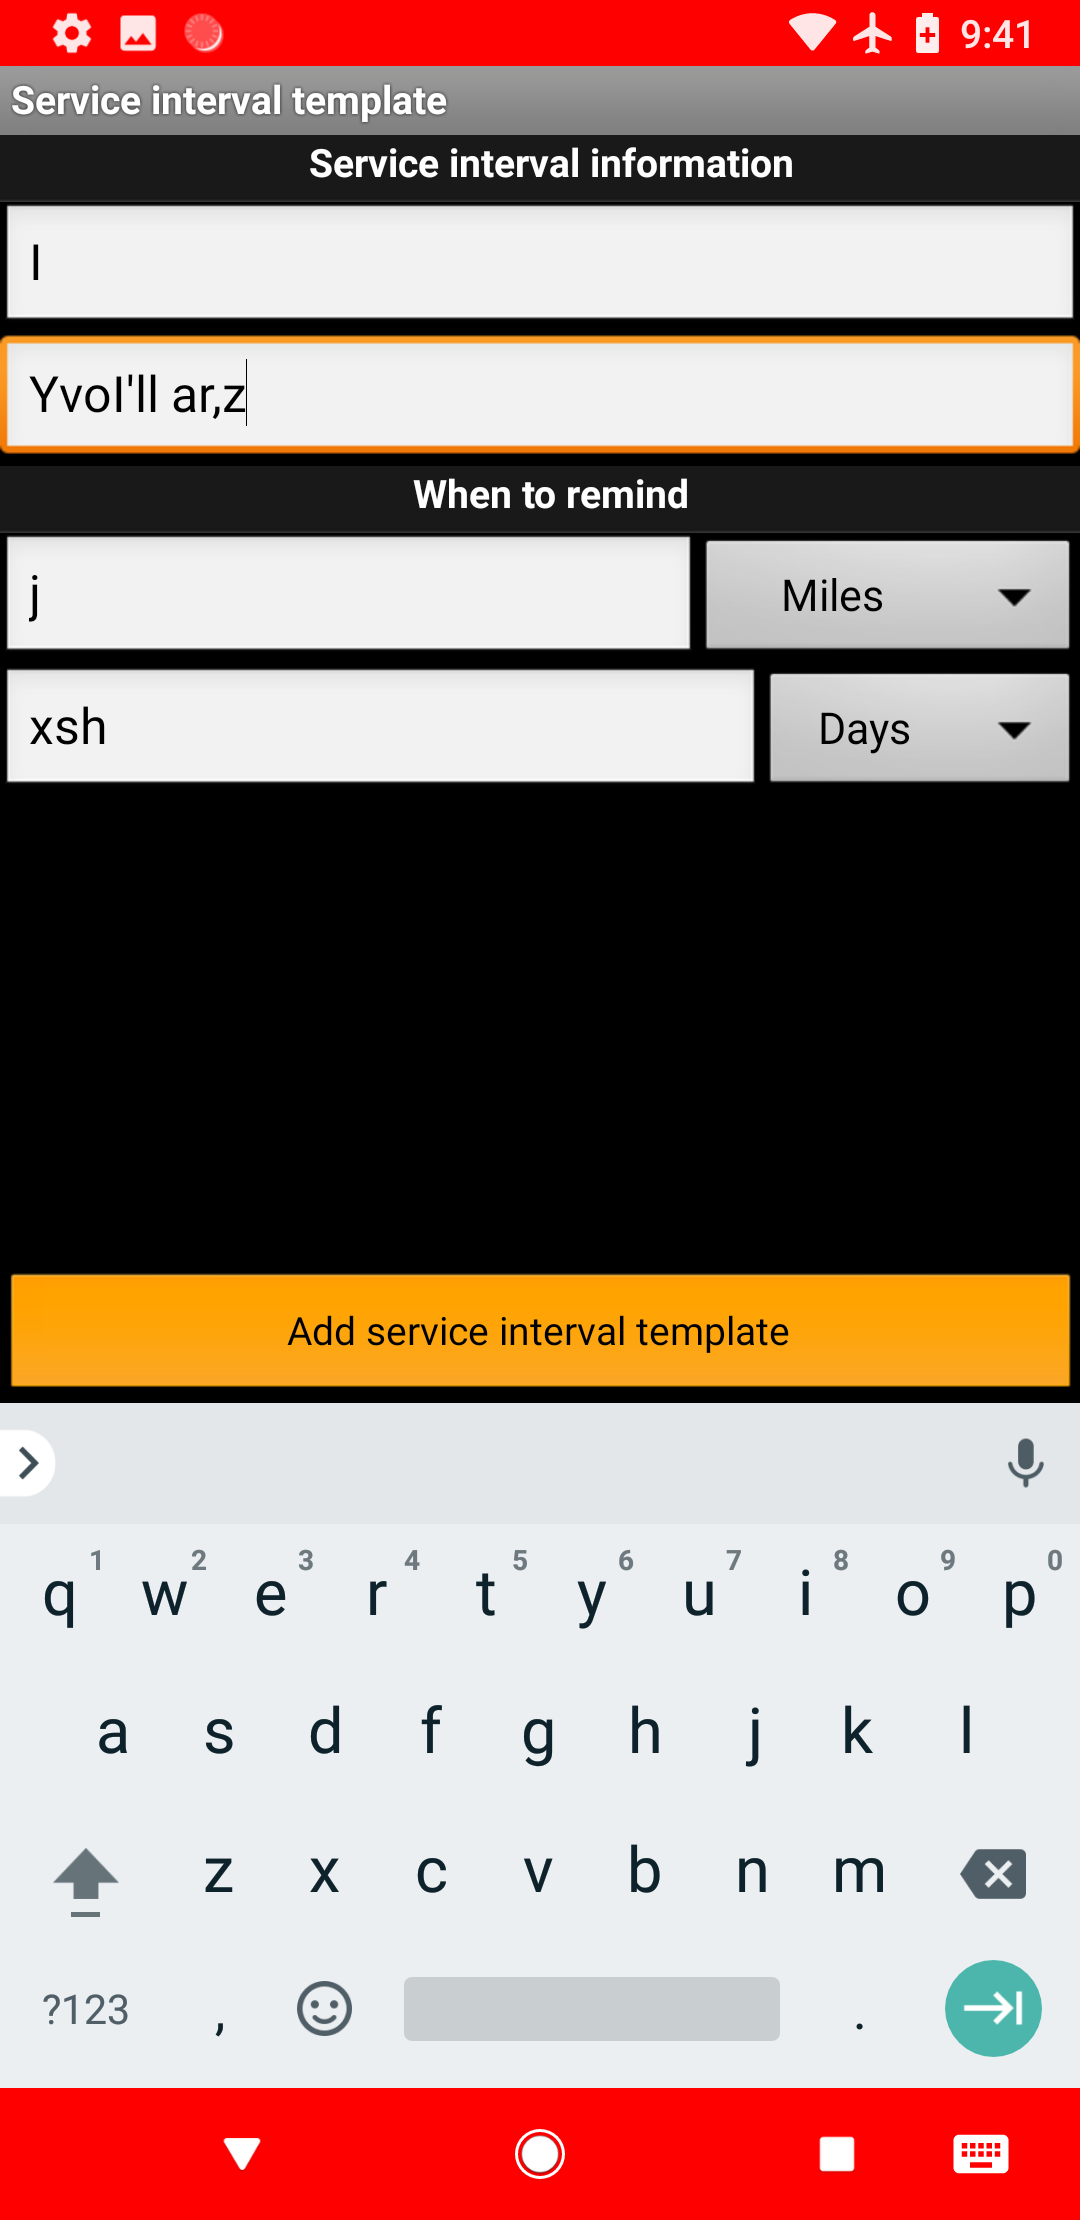 9:41
Service interval template
Service interval information
I
YvoI'll ar,z
When to remind
j
Miles
xsh
Days
Add service interval template
1 2 3 4 5 6 7 8 9 0
q w e r t y u i o p
a s d f g h j k l
z x c v b n m
?123 , .